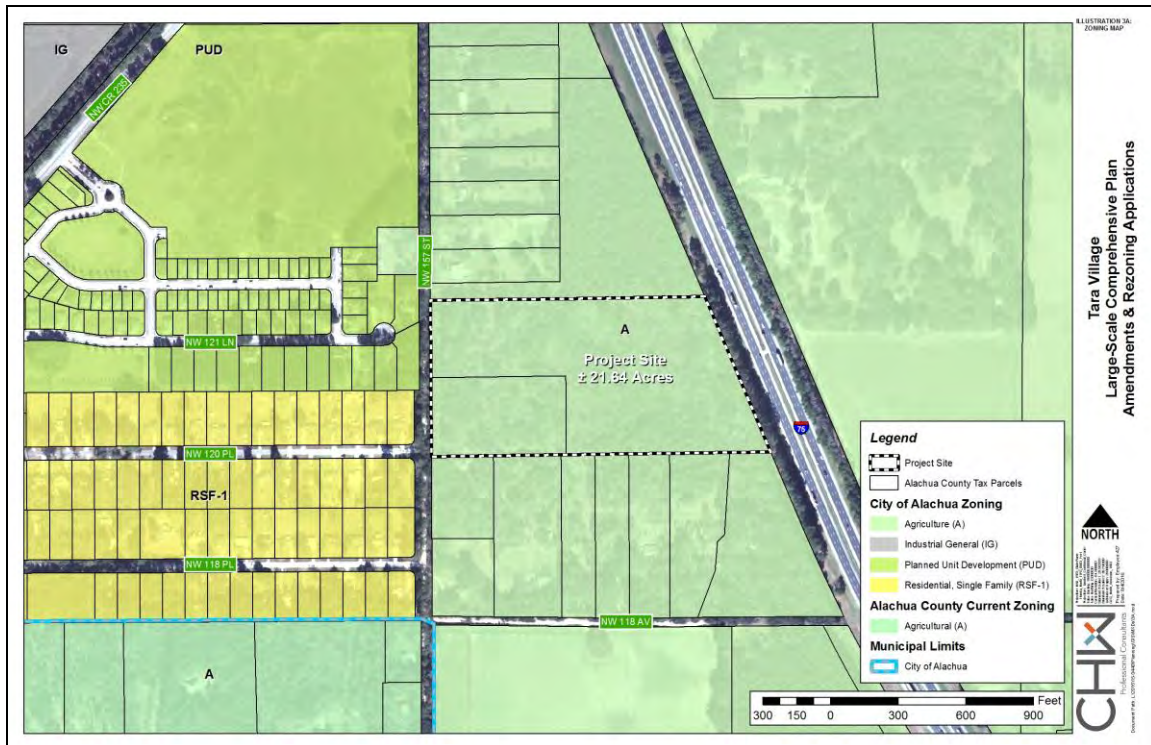 ILLUSTRATION 3A:
ZONING MAP
Tara Village
Large-Scale Comprehensive Plan
Amendments & Rezoning Applications
IG
PUD
NW CR 235
NW 157 ST
NW 121 LN
A
Project Site
± 21.64 Acres
NW 120 PL
RSF-1
NW 118 PL
NW 118 AV
A
75
Legend
Project Site
Alachua County Tax Parcels
City of Alachua Zoning
Agriculture (A)
Industrial General (IG)
Planned Unit Development (PUD)
Residential, Single Family (RSF-1)
Alachua County Current Zoning
Agricultural (A)
Municipal Limits
City of Alachua
Feet
300 150 0 300 600 900
NORTH
CHW
Professional Consultants